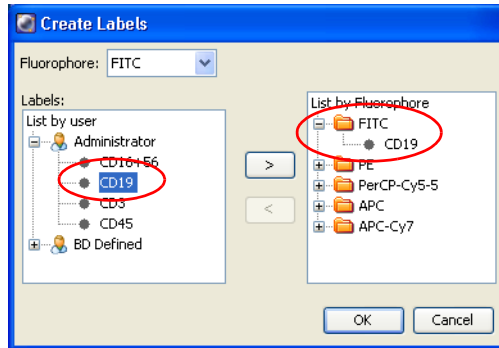 Create Labels
Fluorophore: FITC
Labels:
List by user
Administrator
CD16+56
CD19
CD3
CD45
BD Defined
>
<
List by Fluorophore
FITC
CD19
PE
PerCP-Cy5-5
APC
APC-Cy7
OK Cancel